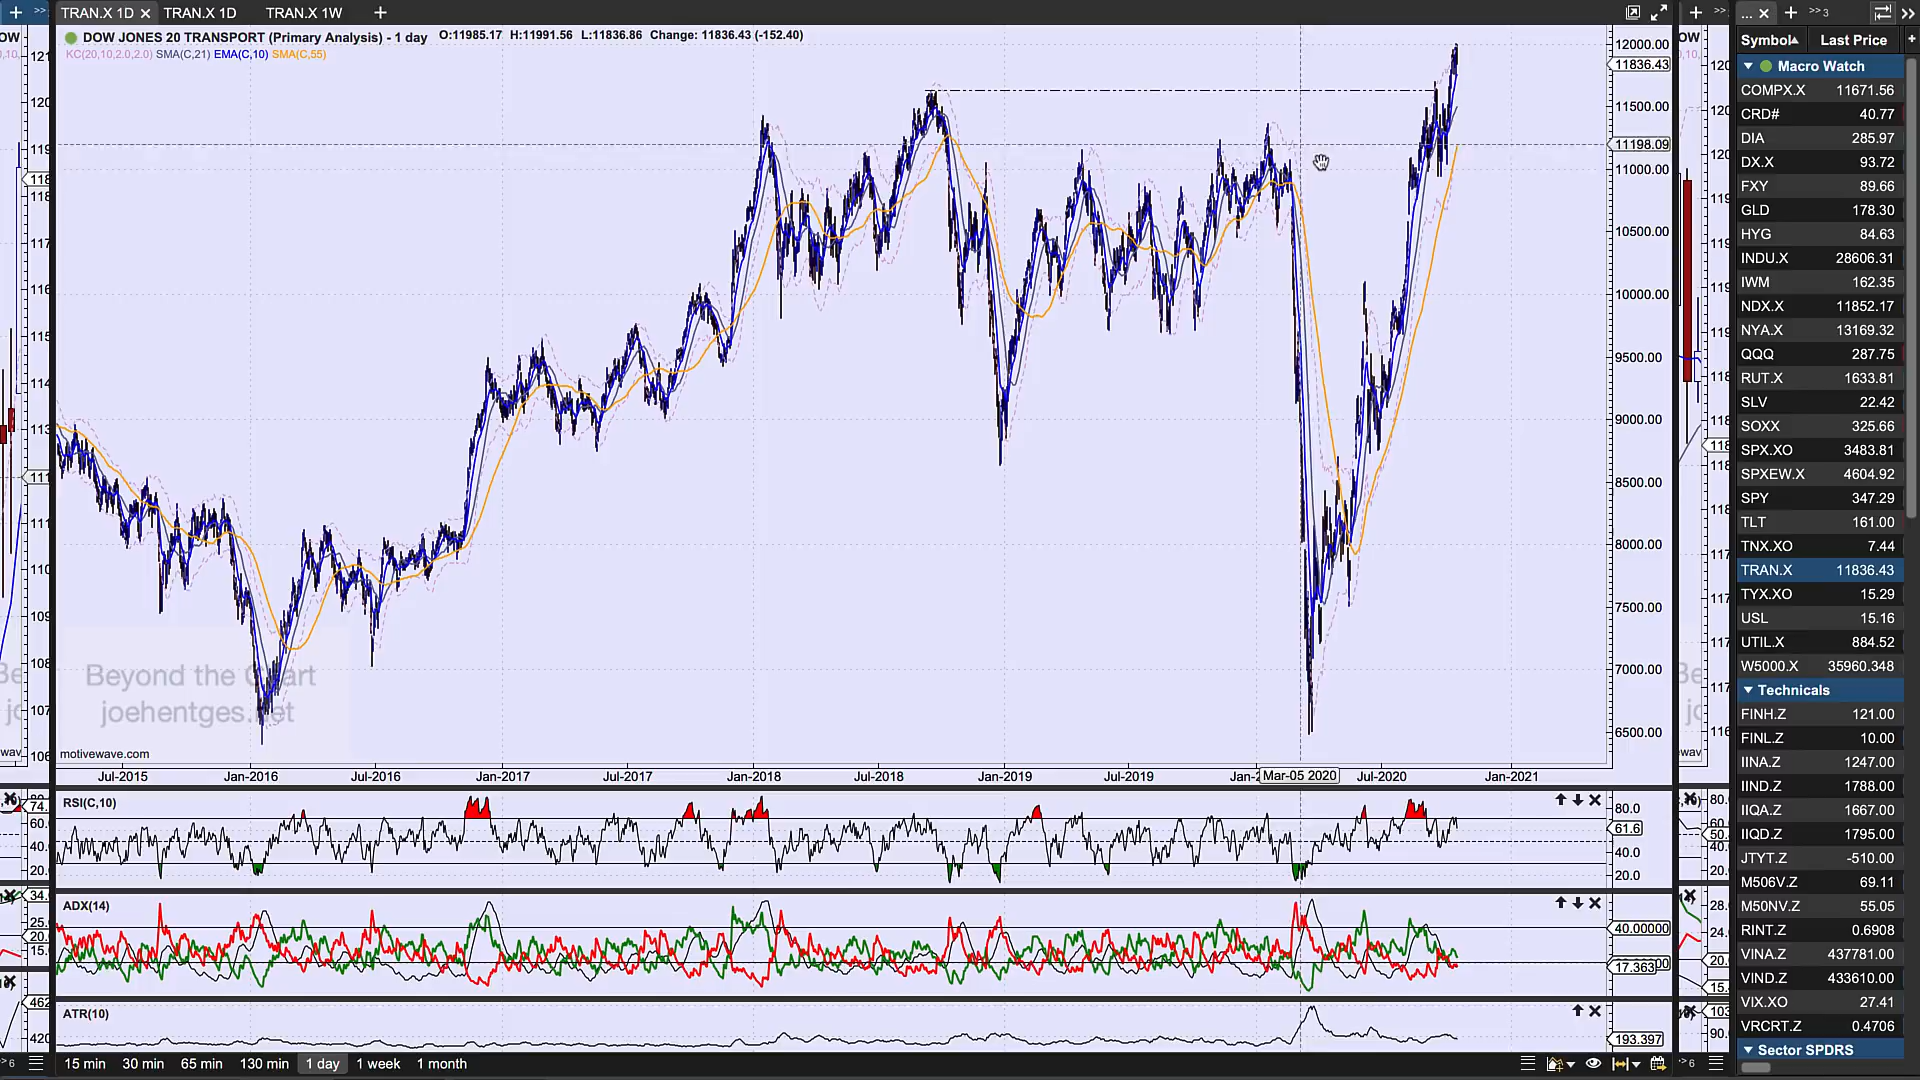 TRAN.X 1D
TRAN.X 1D
TRAN.X 1W
DOW JONES 20 TRANSPORT (Primary Analysis) - 1 day O:11985.17 H:11991.56 L:11836.86 Change: 11836.43 (-152.40)
KC(20,10,2.0,2.0) SMA(C,21) EMA(C,10) SMA(C,55)
12000.00
11836.43
11500.00
11198.09
11000.00
10500.00
10000.00
9500.00
9000.00
8500.00
8000.00
7500.00
7000.00
6500.00
Beyond the Chart
joehentges.net
motivewave.com
Jul-2015
Jan-2016
Jul-2016
Jan-2017
Jul-2017
Jan-2018
Jul-2018
Jan-2019
Jul-2019
Mar-05 2020
Jul-2020
Jan-2021
RSI(C,10)
80.0
61.6
40.0
20.0
ADX(14)
40.00000
17.363
ATR(10)
193.397
15 min
30 min
65 min
130 min
1 day
1 week
1 month
Symbol Last Price
Macro Watch
COMPX.X 11671.56
CRD# 40.77
DIA 285.97
DX.X 93.72
FXY 89.66
GLD 178.30
HYG 84.63
INDU.X 28606.31
IWM 162.35
NDX.X 11852.17
NYA.X 13169.32
QQQ 287.75
RUT.X 1633.81
SLV 22.42
SOXX 325.66
SPX.XO 3483.81
SPXEW.X 4604.92
SPY 347.29
TLT 161.00
TNX.XO 7.44
TRAN.X 11836.43
TYX.XO 15.29
USL 15.16
UTIL.X 884.52
W5000.X 35960.348
Technicals
FINH.Z 121.00
FINL.Z 10.00
IINA.Z 1247.00
IIND.Z 1788.00
IIQA.Z 1667.00
IIQD.Z 1795.00
JTYT.Z -510.00
M506V.Z 69.11
M50NV.Z 55.05
RINT.Z 0.6908
VINA.Z 437781.00
VIND.Z 433610.00
VIX.XO 27.41
VRCRT.Z 0.4706
Sector SPDRS